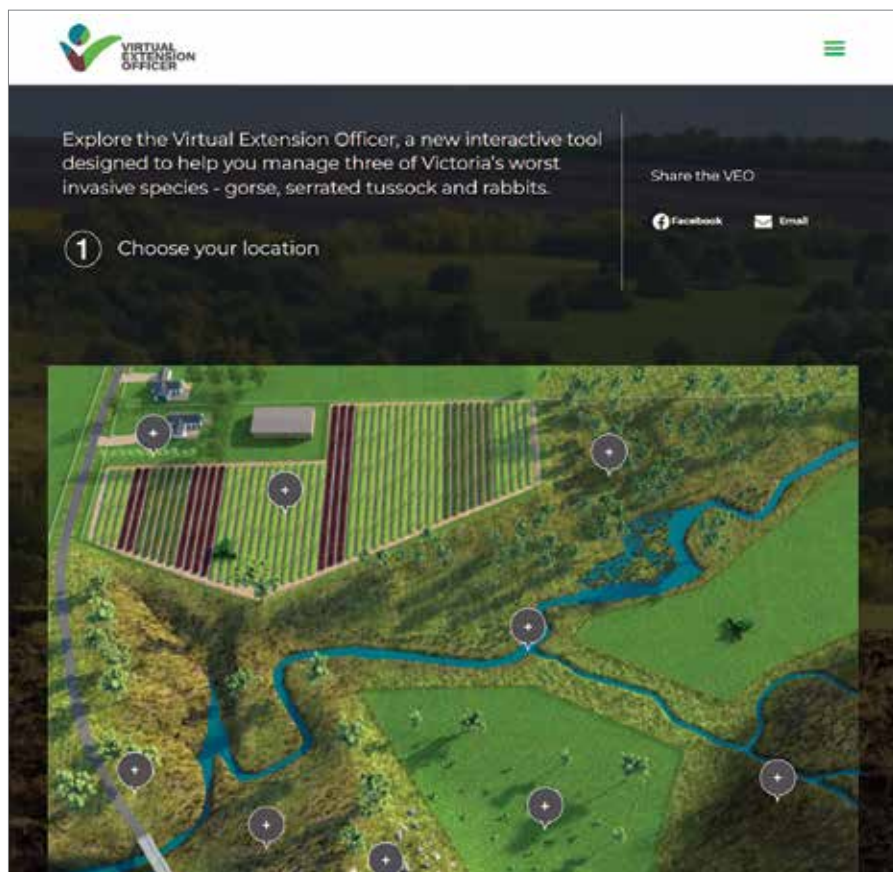 VIRTUAL
EXTENSION
OFFICER
Explore the Virtual Extension Officer, a new interactive tool
designed to help you manage three of Victoria's worst
invasive species - gorse, serrated tussock and rabbits.
Share the VEO
Facebook Email
1 Choose your location